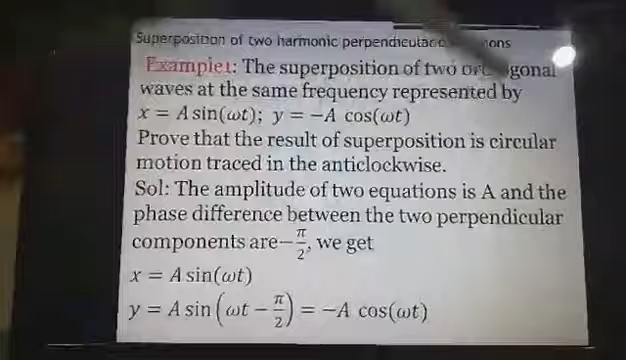 Superposition of two harmonic perpendicular
Example1: The superposition of two
waves at the same frequency represented by
x = A sin(ωt); y = −A cos(ωt)
Prove that the result of superposition is circular
motion traced in the anticlockwise.
Sol: The amplitude of two equations is A and the
phase difference between the two perpendicular
components are−π/2, we get
x = A sin(ωt)
y = A sin(ωt − π/2) = −A cos(ωt)